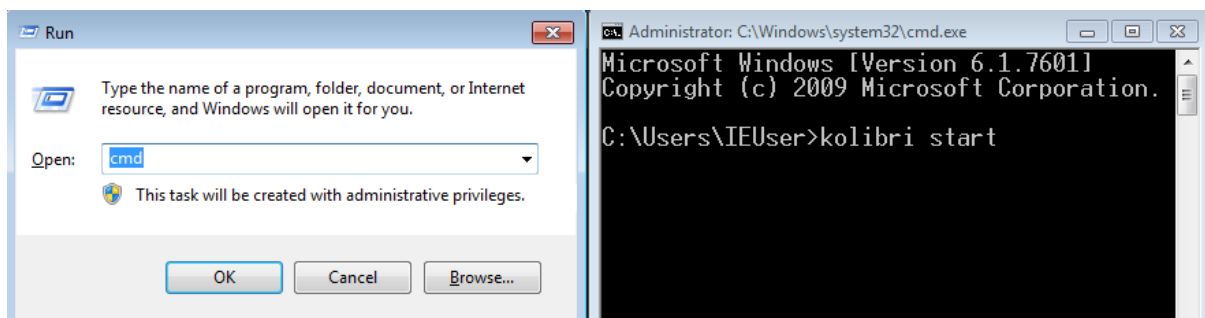 Run
Type the name of a program, folder, document, or Internet
resource, and Windows will open it for you.
Open: cmd
This task will be created with administrative privileges.
OK Cancel Browse...
Administrator: C:\Windows\system32\cmd.exe
Microsoft Windows [Version 6.1.7601]
Copyright (c) 2009 Microsoft Corporation.
C:\Users\IEUser>kolibri start